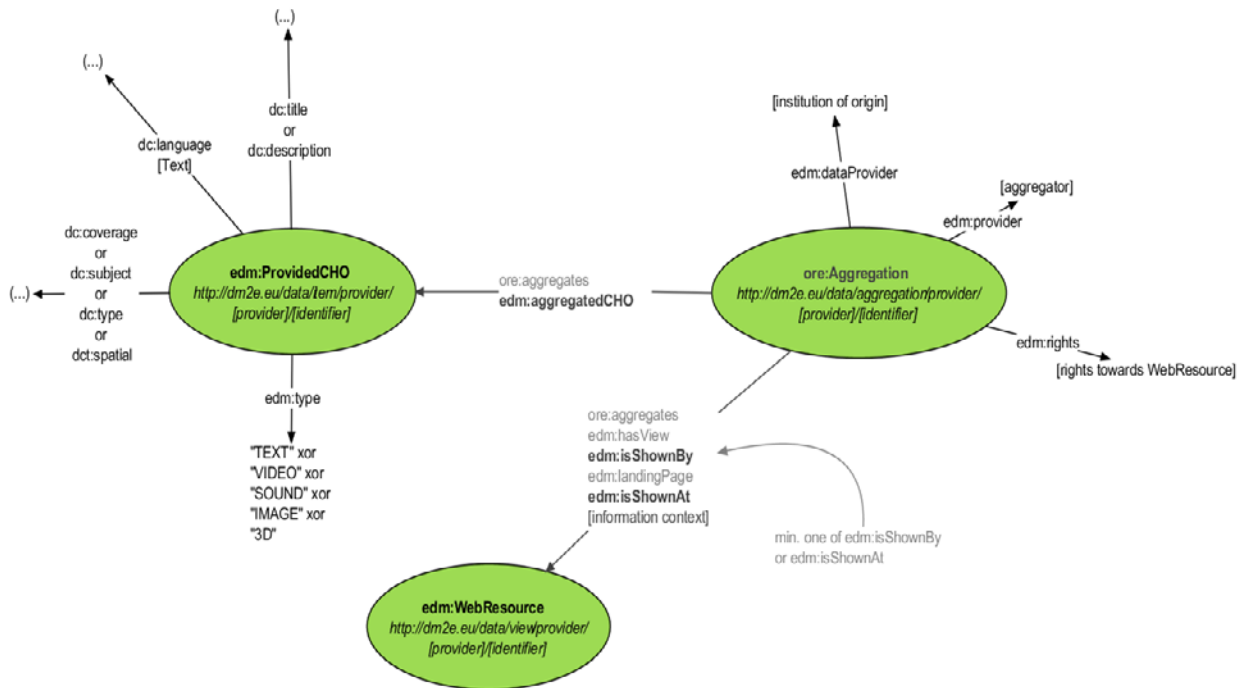 (...)
(...)
dc:title
or
dc:description
dc:language
[Text]
dc:coverage
or
dc:subject
or
dc:type
or
dct:spatial
(...)
edm:ProvidedCHO
http://dm2e.eu/data/item/provider/
[provider]/[identifier]
edm:type
"TEXT" xor
"VIDEO" xor
"SOUND" xor
"IMAGE" xor
"3D"
ore:aggregates
edm:aggregatedCHO
[institution of origin]
edm:dataProvider
[aggregator]
edm:provider
ore:Aggregation
http://dm2e.eu/data/aggregation/provider/
[provider]/[identifier]
edm:rights
[rights towards WebResource]
ore:aggregates
edm:hasView
edm:isShownBy
edm:landingPage
edm:isShownAt
[information context]
min. one of edm:isShownBy
or edm:isShownAt
edm:WebResource
http://dm2e.eu/data/view/provider/
[provider]/[identifier]